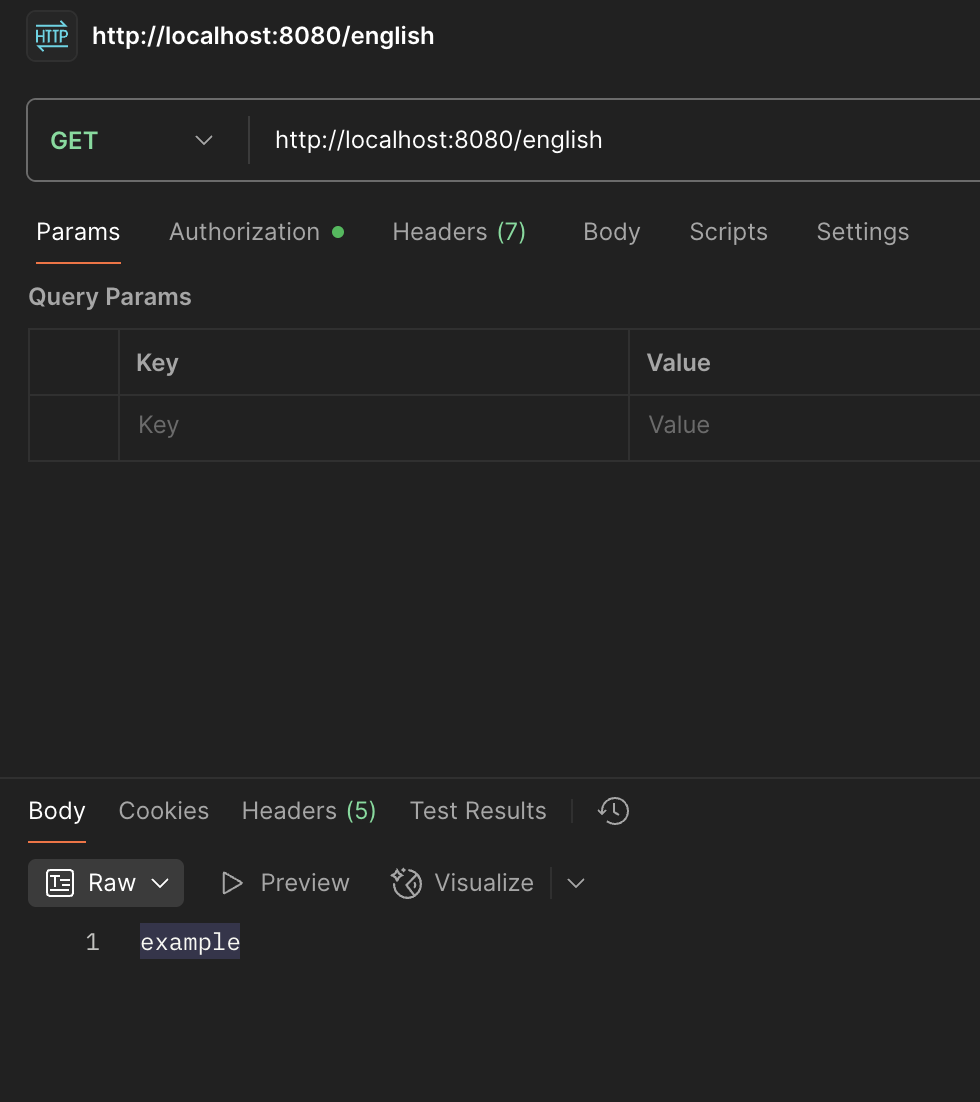 HTTP http://localhost:8080/english
GET http://localhost:8080/english
Params Authorization Headers (7) Body Scripts Settings
Query Params
Key Value
Key Value
Body Cookies Headers (5) Test Results
Raw Preview Visualize
1 example